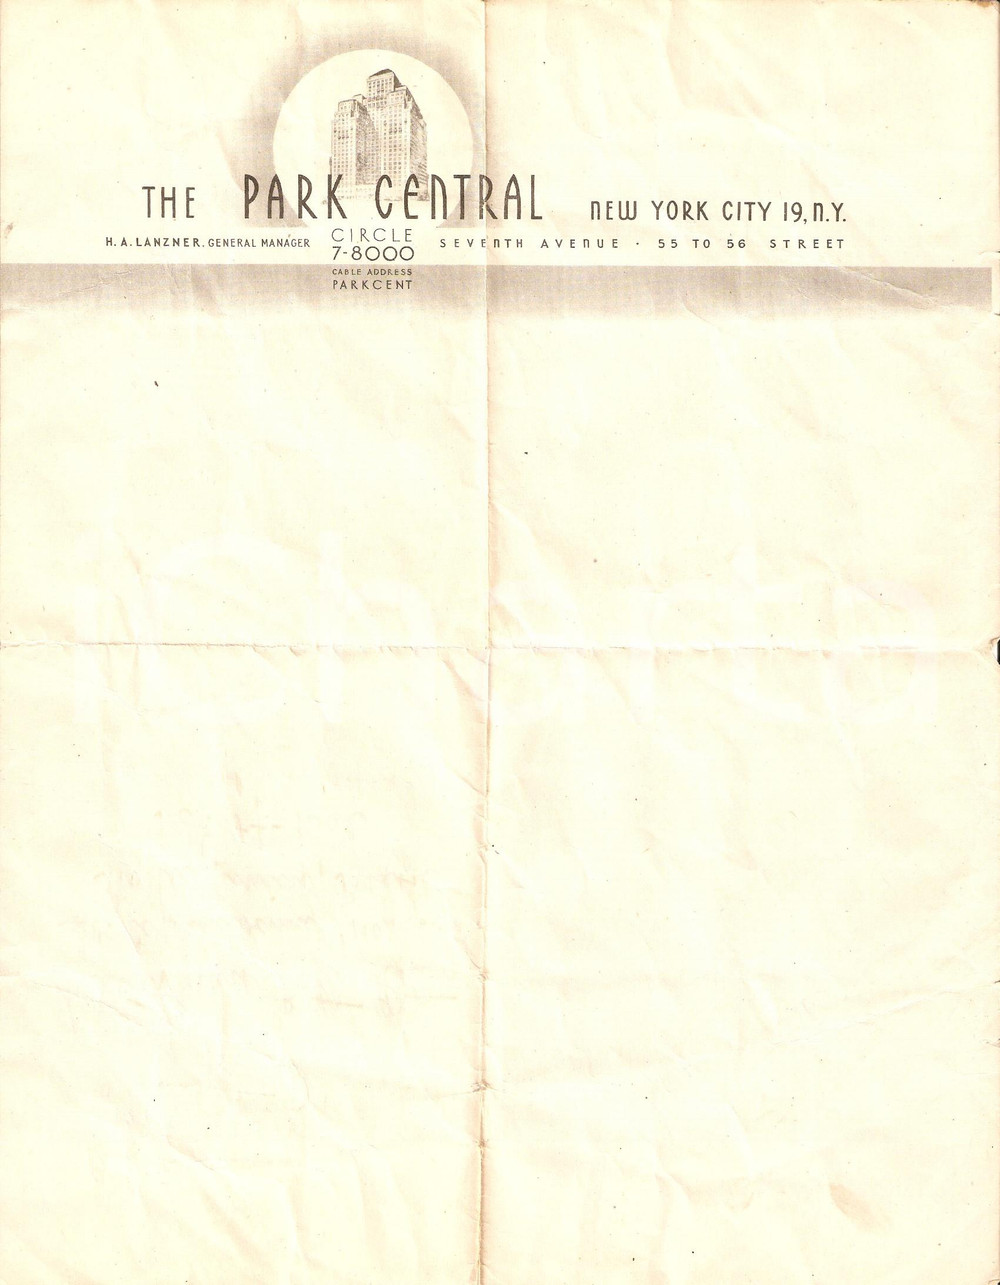 THE PARK CENTRAL NEW YORK CITY 19, N.Y.
H. A. LANZNER, GENERAL MANAGER
CIRCLE
7-8000
SEVENTH AVENUE · 55 TO 56 STREET
CABLE ADDRESS
PARKCENT